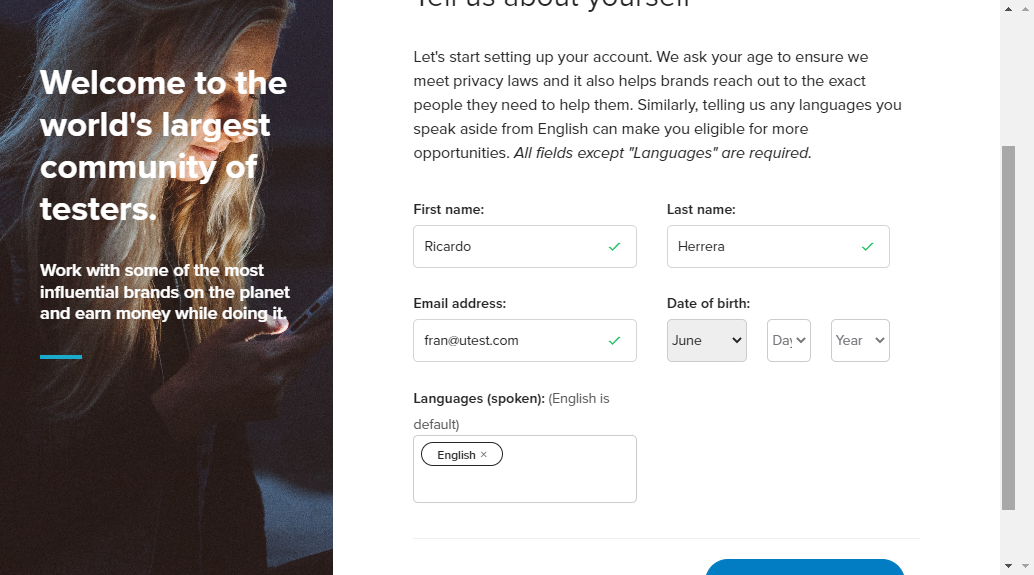 Welcome to the
world's largest
community of
testers.
Work with some of the most
influential brands on the planet
and earn money while doing it.
Tell us about yourself
Let's start setting up your account. We ask your age to ensure we
meet privacy laws and it also helps brands reach out to the exact
people they need to help them. Similarly, telling us any languages you
speak aside from English can make you eligible for more
opportunities. All fields except "Languages" are required.
First name:
Last name:
Ricardo
Herrera
Email address:
Date of birth:
fran@utest.com
June
Day
Year
Languages (spoken): (English is
default)
English ×